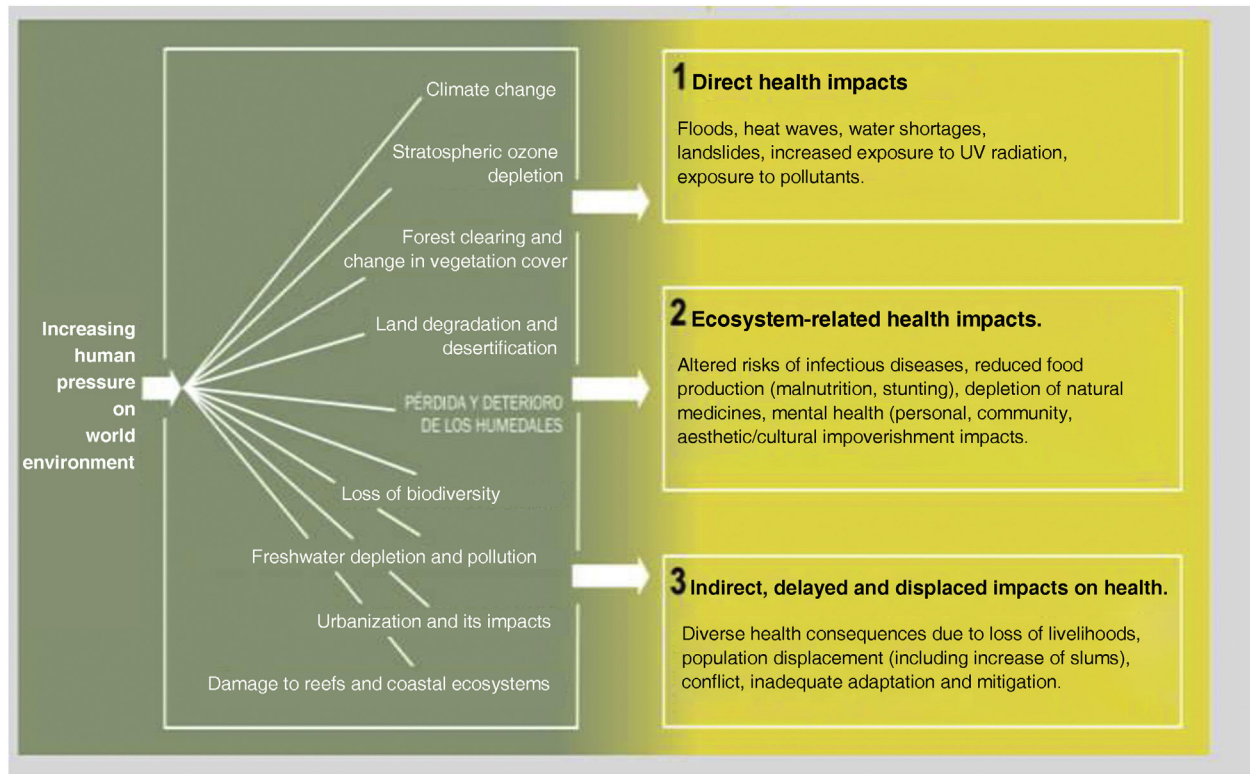 Increasing
human
pressure
on
world
environment
Climate change
Stratospheric ozone
depletion
Forest clearing and
change in vegetation cover
Land degradation and
desertification
PÉRDIDA Y DETERIORO
DE LOS HUMEDALES
Loss of biodiversity
Freshwater depletion and pollution
Urbanization and its impacts
Damage to reefs and coastal ecosystems
1 Direct health impacts
Floods, heat waves, water shortages,
landslides, increased exposure to UV radiation,
exposure to pollutants.
2 Ecosystem-related health impacts.
Altered risks of infectious diseases, reduced food
production (malnutrition, stunting), depletion of natural
medicines, mental health (personal, community,
aesthetic/cultural impoverishment impacts.
3 Indirect, delayed and displaced impacts on health.
Diverse health consequences due to loss of livelihoods,
population displacement (including increase of slums),
conflict, inadequate adaptation and mitigation.